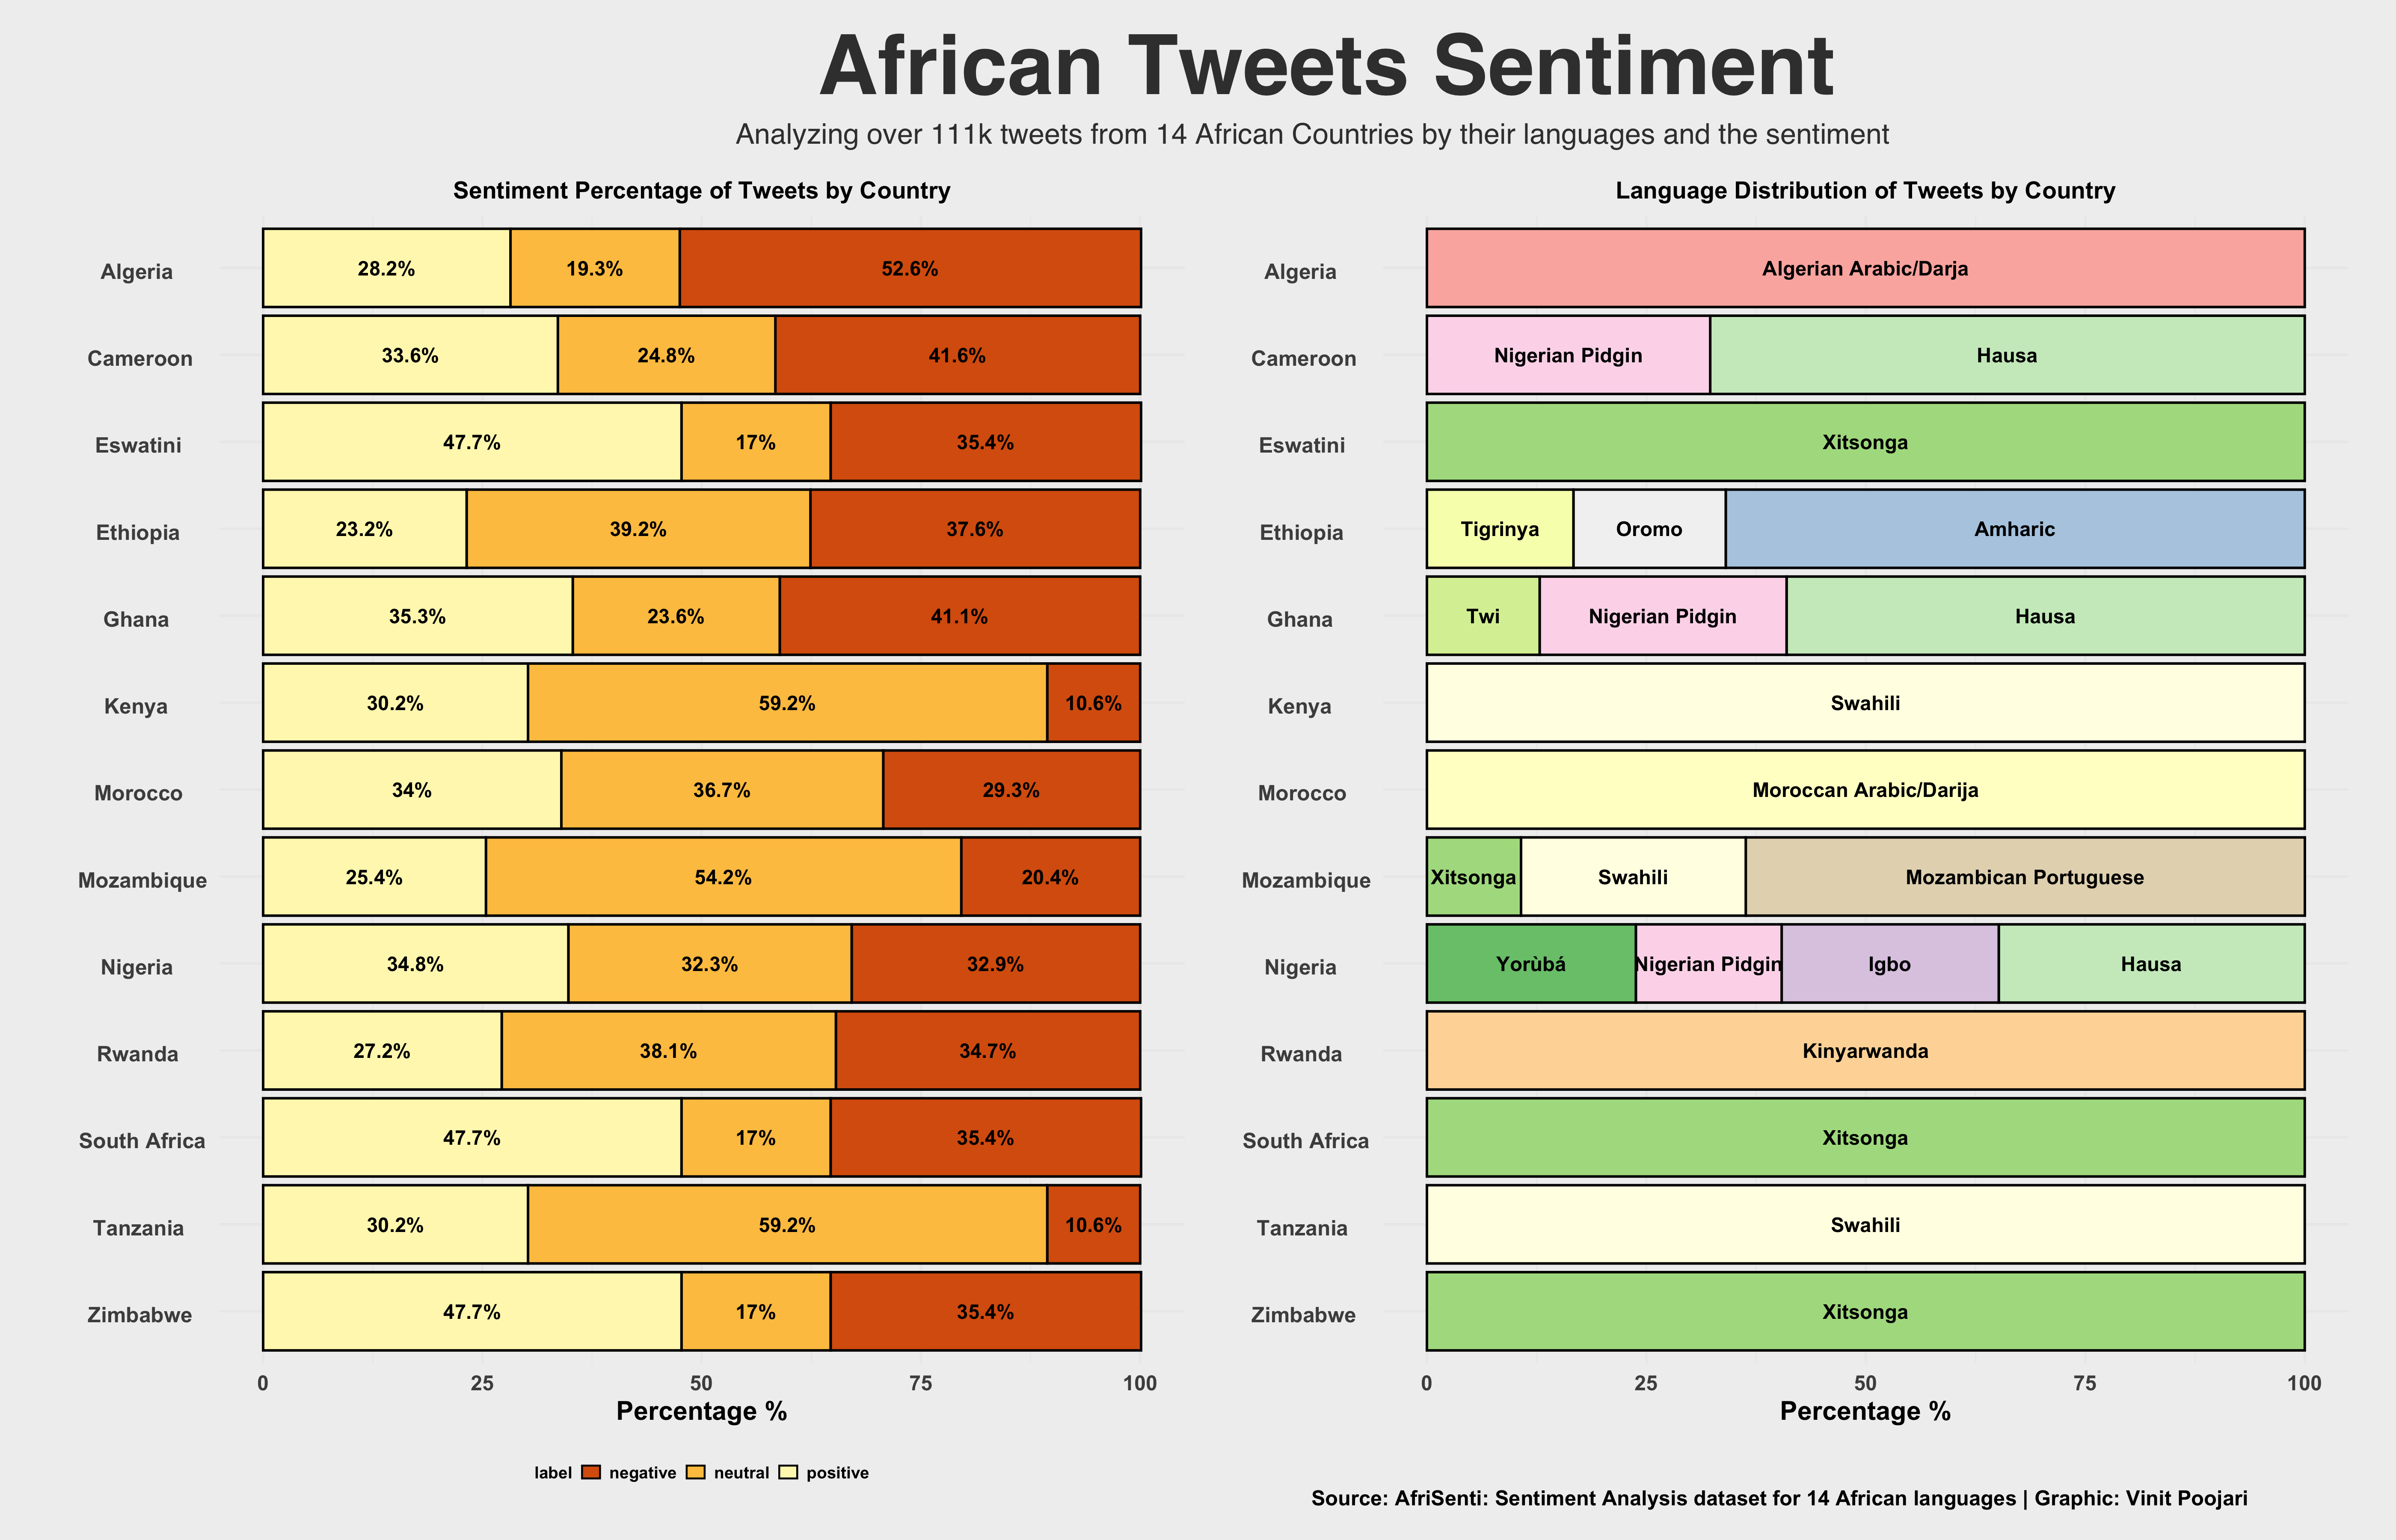 African Tweets Sentiment
Analyzing over 111k tweets from 14 African Countries by their languages and the sentiment
Sentiment Percentage of Tweets by Country
Algeria 28.2% 19.3% 52.6%
Cameroon 33.6% 24.8% 41.6%
Eswatini 47.7% 17% 35.4%
Ethiopia 23.2% 39.2% 37.6%
Ghana 35.3% 23.6% 41.1%
Kenya 30.2% 59.2% 10.6%
Morocco 34% 36.7% 29.3%
Mozambique 25.4% 54.2% 20.4%
Nigeria 34.8% 32.3% 32.9%
Rwanda 27.2% 38.1% 34.7%
South Africa 47.7% 17% 35.4%
Tanzania 30.2% 59.2% 10.6%
Zimbabwe 47.7% 17% 35.4%
0 25 50 75 100
Percentage %
label negative neutral positive
Language Distribution of Tweets by Country
Algeria Algerian Arabic/Darja
Cameroon Nigerian Pidgin Hausa
Eswatini Xitsonga
Ethiopia Tigrinya Oromo Amharic
Ghana Twi Nigerian Pidgin Hausa
Kenya Swahili
Morocco Moroccan Arabic/Darija
Mozambique Xitsonga Swahili Mozambican Portuguese
Nigeria Yorùbá Nigerian Pidgin Igbo Hausa
Rwanda Kinyarwanda
South Africa Xitsonga
Tanzania Swahili
Zimbabwe Xitsonga
0 25 50 75 100
Percentage %
Source: AfriSenti: Sentiment Analysis dataset for 14 African languages | Graphic: Vinit Poojari